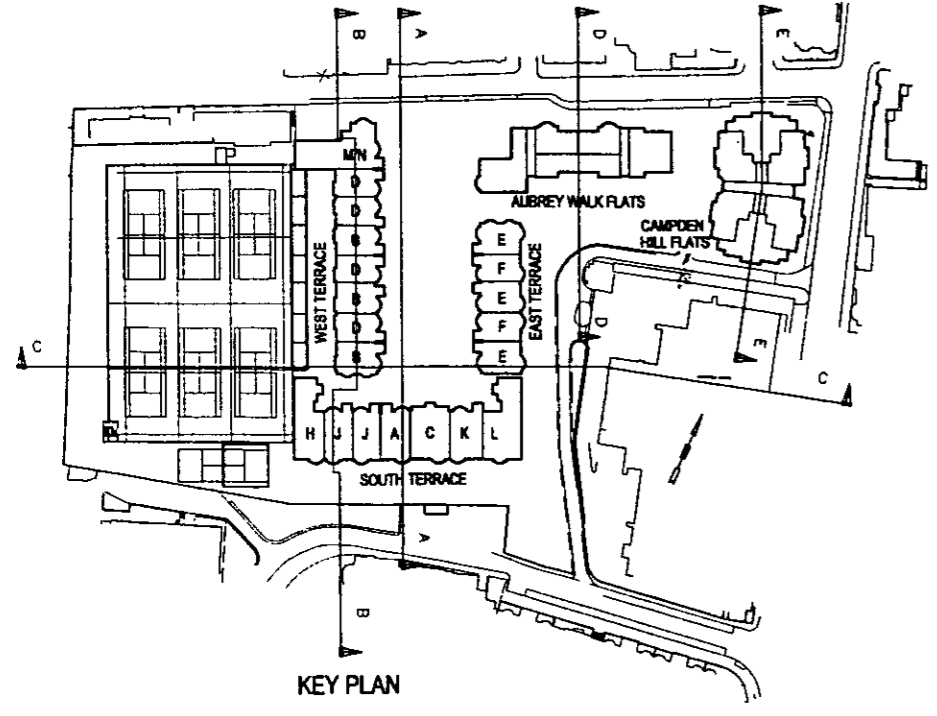 B
A
D
E
M/N
D
D
B
D
B
D
B
WEST TERRACE
E
F
E
F
E
EAST TERRACE
AUBREY WALK FLATS
CAMPDEN
HILL FLATS
C
D
E
C
H J J A C K L
SOUTH TERRACE
A
B
KEY PLAN